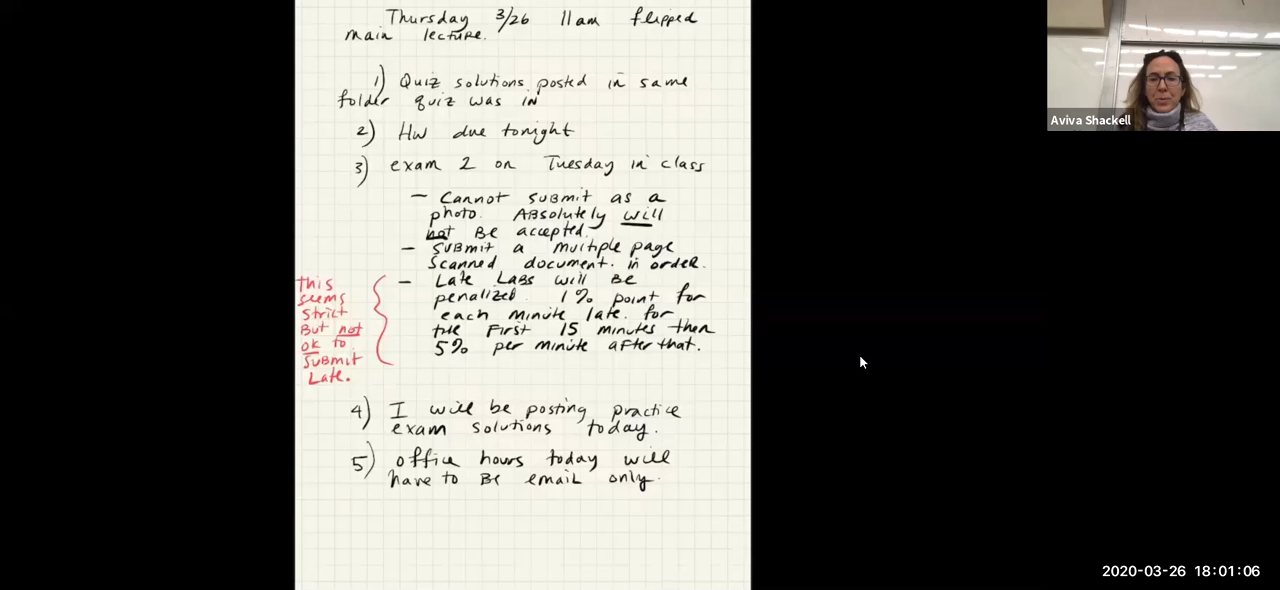 Thursday 3/26 11am flipped
main lecture.
1) Quiz solutions posted in same
folder quiz was in
2) HW due tonight
3) exam 2 on Tuesday in class
- Cannot submit as a
photo. Absolutely will
not be accepted.
- Submit a multiple page
scanned document. in order.
- Late Labs will be
penalized 1% point for
each minute late. for
the first 15 minutes then
5% per minute after that.
This
seems
strict
But not
ok to
submit
Late.
4) I will be posting practice
exam solutions today.
5) office hours today will
have to be email only.
Aviva Shackell
2020-03-26 18:01:06